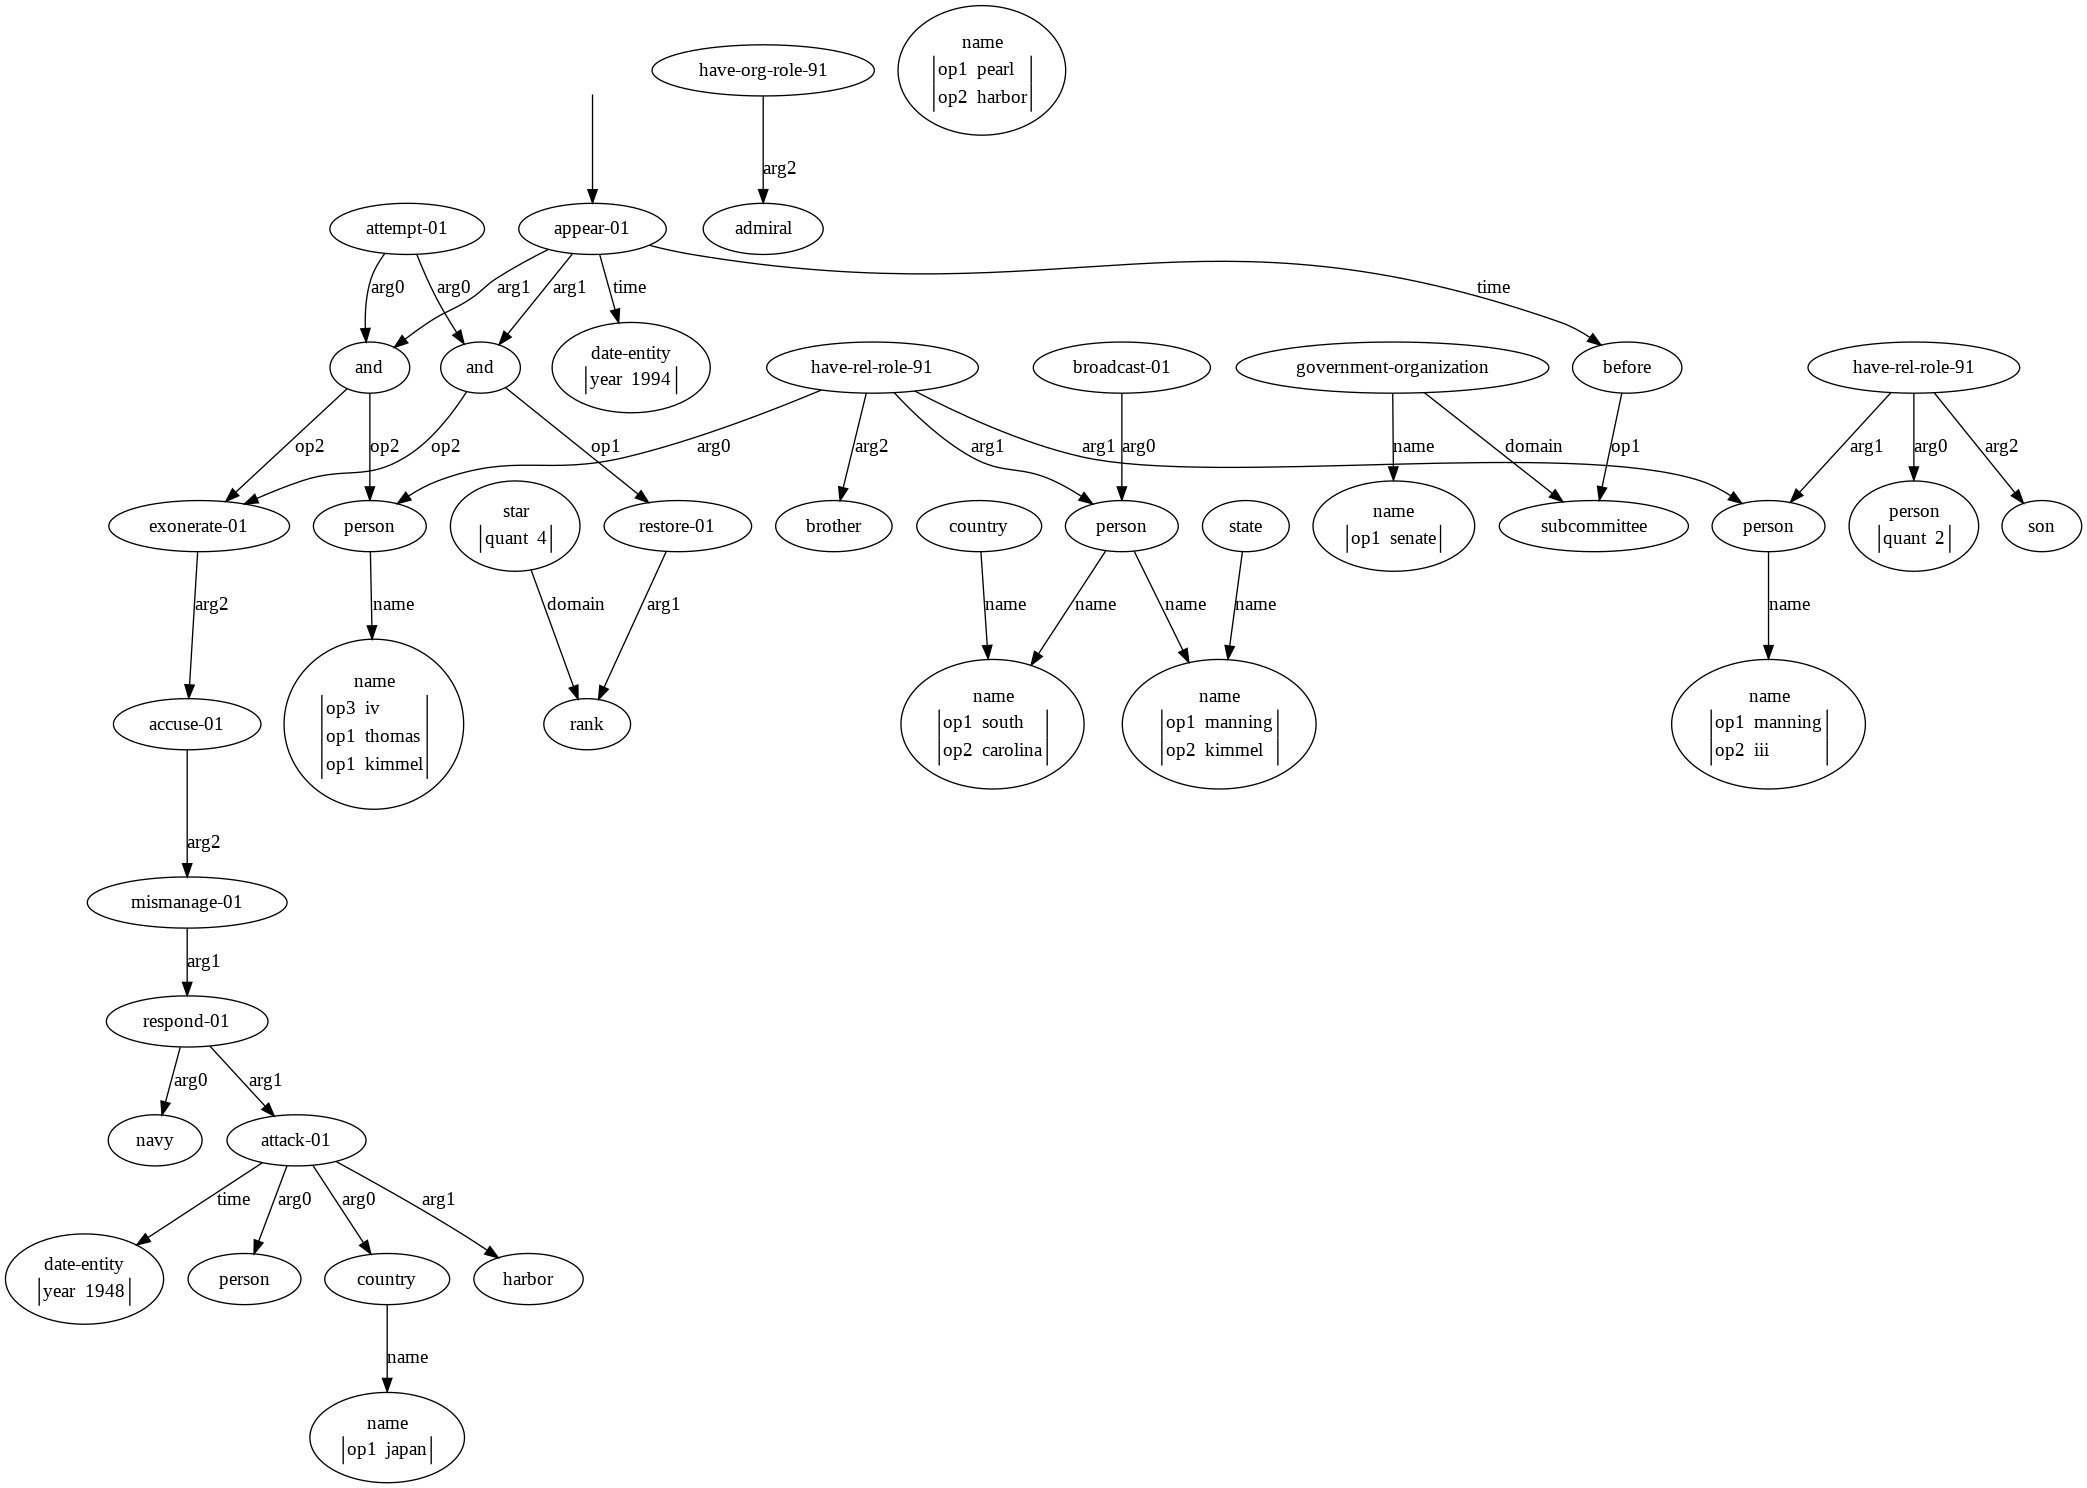 name
op1 pearl
op2 harbor
have-org-role-91
arg2
attempt-01
appear-01
admiral
arg0
arg0
arg1
arg1
time
time
and
and
date-entity
year 1994
have-rel-role-91
broadcast-01
government-organization
before
have-rel-role-91
op2
op2
op2
op1
arg0
arg2
arg1
arg1
arg0
name
domain
op1
arg1
arg0
arg2
exonerate-01
person
star
quant 4
restore-01
brother
country
person
state
name
op1 senate
subcommittee
person
person
quant 2
son
arg2
name
domain
arg1
name
name
name
name
name
accuse-01
name
op3 iv
op1 thomas
op1 kimmel
rank
name
op1 south
op2 carolina
name
op1 manning
op2 kimmel
name
op1 manning
op2 iii
arg2
mismanage-01
arg1
respond-01
arg0
arg1
navy
attack-01
time
arg0
arg0
arg1
date-entity
year 1948
person
country
harbor
name
name
op1 japan